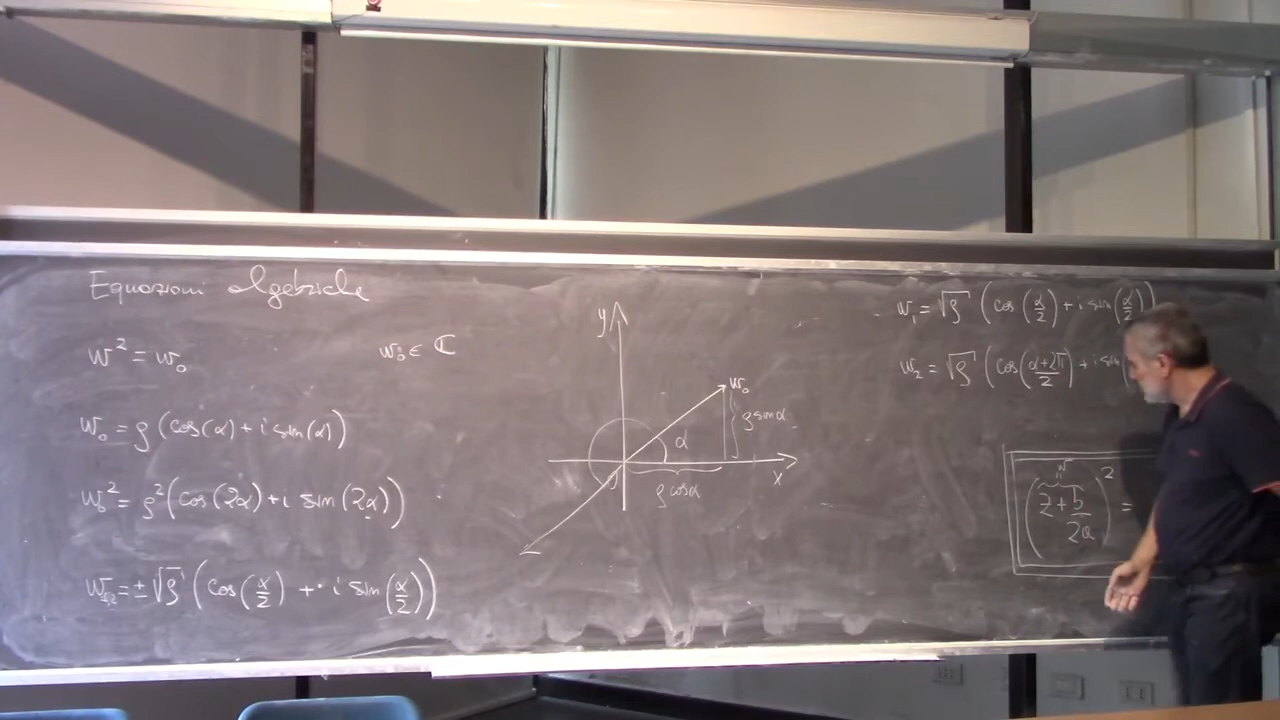 Equazioni algebriche
w² = w₀
w₀ ∈ ℂ
w₀ = ρ (cos(α) + i sin(α))
w₀² = ρ² (cos(2α) + i sin(2α))
w₁,₂ = ± √ρ (cos(α/2) + i sin(α/2))
y
w₀
α
ρ sin α
x
ρ cos α
w₁ = √ρ (cos(α/2) + i sin(α/2))
w₂ = √ρ (cos((α+2π)/2) + i sin
w
(z + b/2a)² =